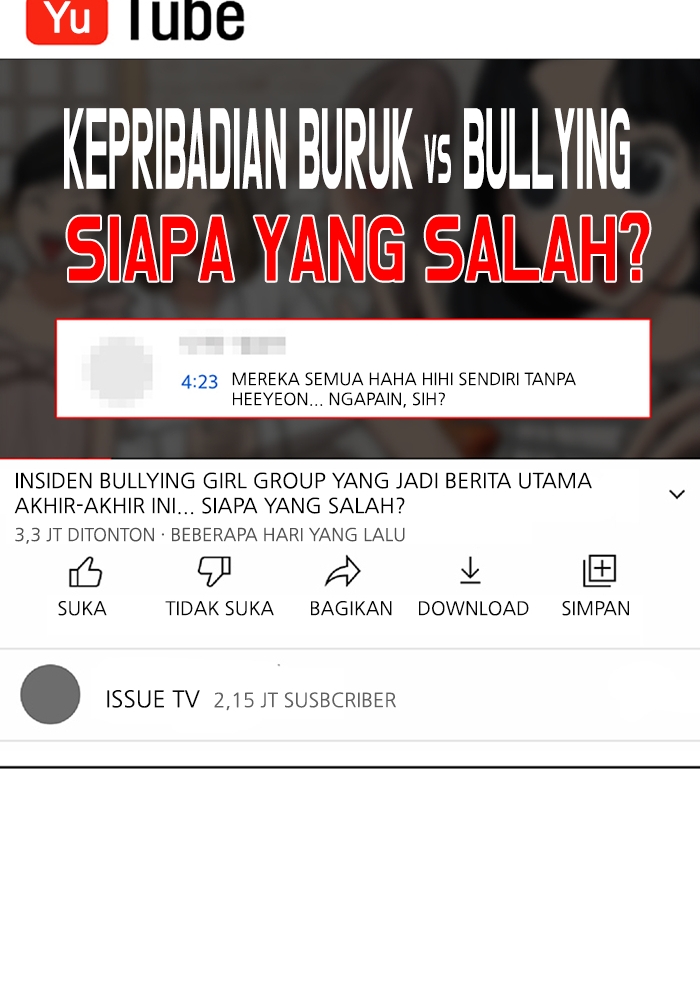 Yu Tube
KEPRIBADIAN BURUK VS BULLYING
SIAPA YANG SALAH?
4:23 MEREKA SEMUA HAHA HIHI SENDIRI TANPA
HEEYEON... NGAPAIN, SIH?
INSIDEN BULLYING GIRL GROUP YANG JADI BERITA UTAMA
AKHIR-AKHIR INI... SIAPA YANG SALAH?
3,3 JT DITONTON · BEBERAPA HARI YANG LALU
SUKA TIDAK SUKA BAGIKAN DOWNLOAD SIMPAN
ISSUE TV 2,15 JT SUSBCRIBER